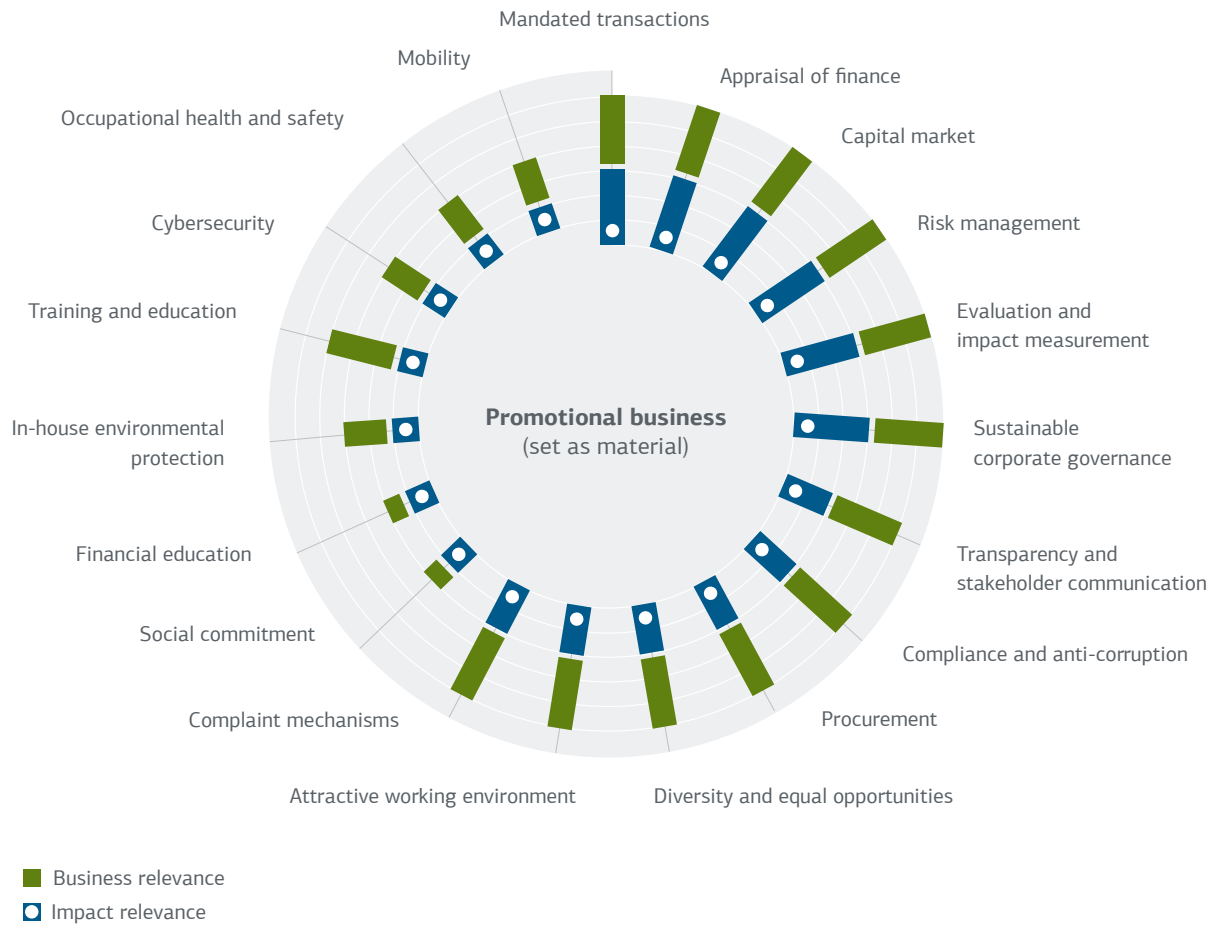 Mandated transactions
Mobility
Appraisal of finance
Occupational health and safety
Capital market
Cybersecurity
Risk management
Training and education
Evaluation and
impact measurement
Promotional business
(set as material)
In-house environmental
protection
Sustainable
corporate governance
Financial education
Transparency and
stakeholder communication
Social commitment
Compliance and anti-corruption
Complaint mechanisms
Procurement
Attractive working environment
Diversity and equal opportunities
Business relevance
Impact relevance